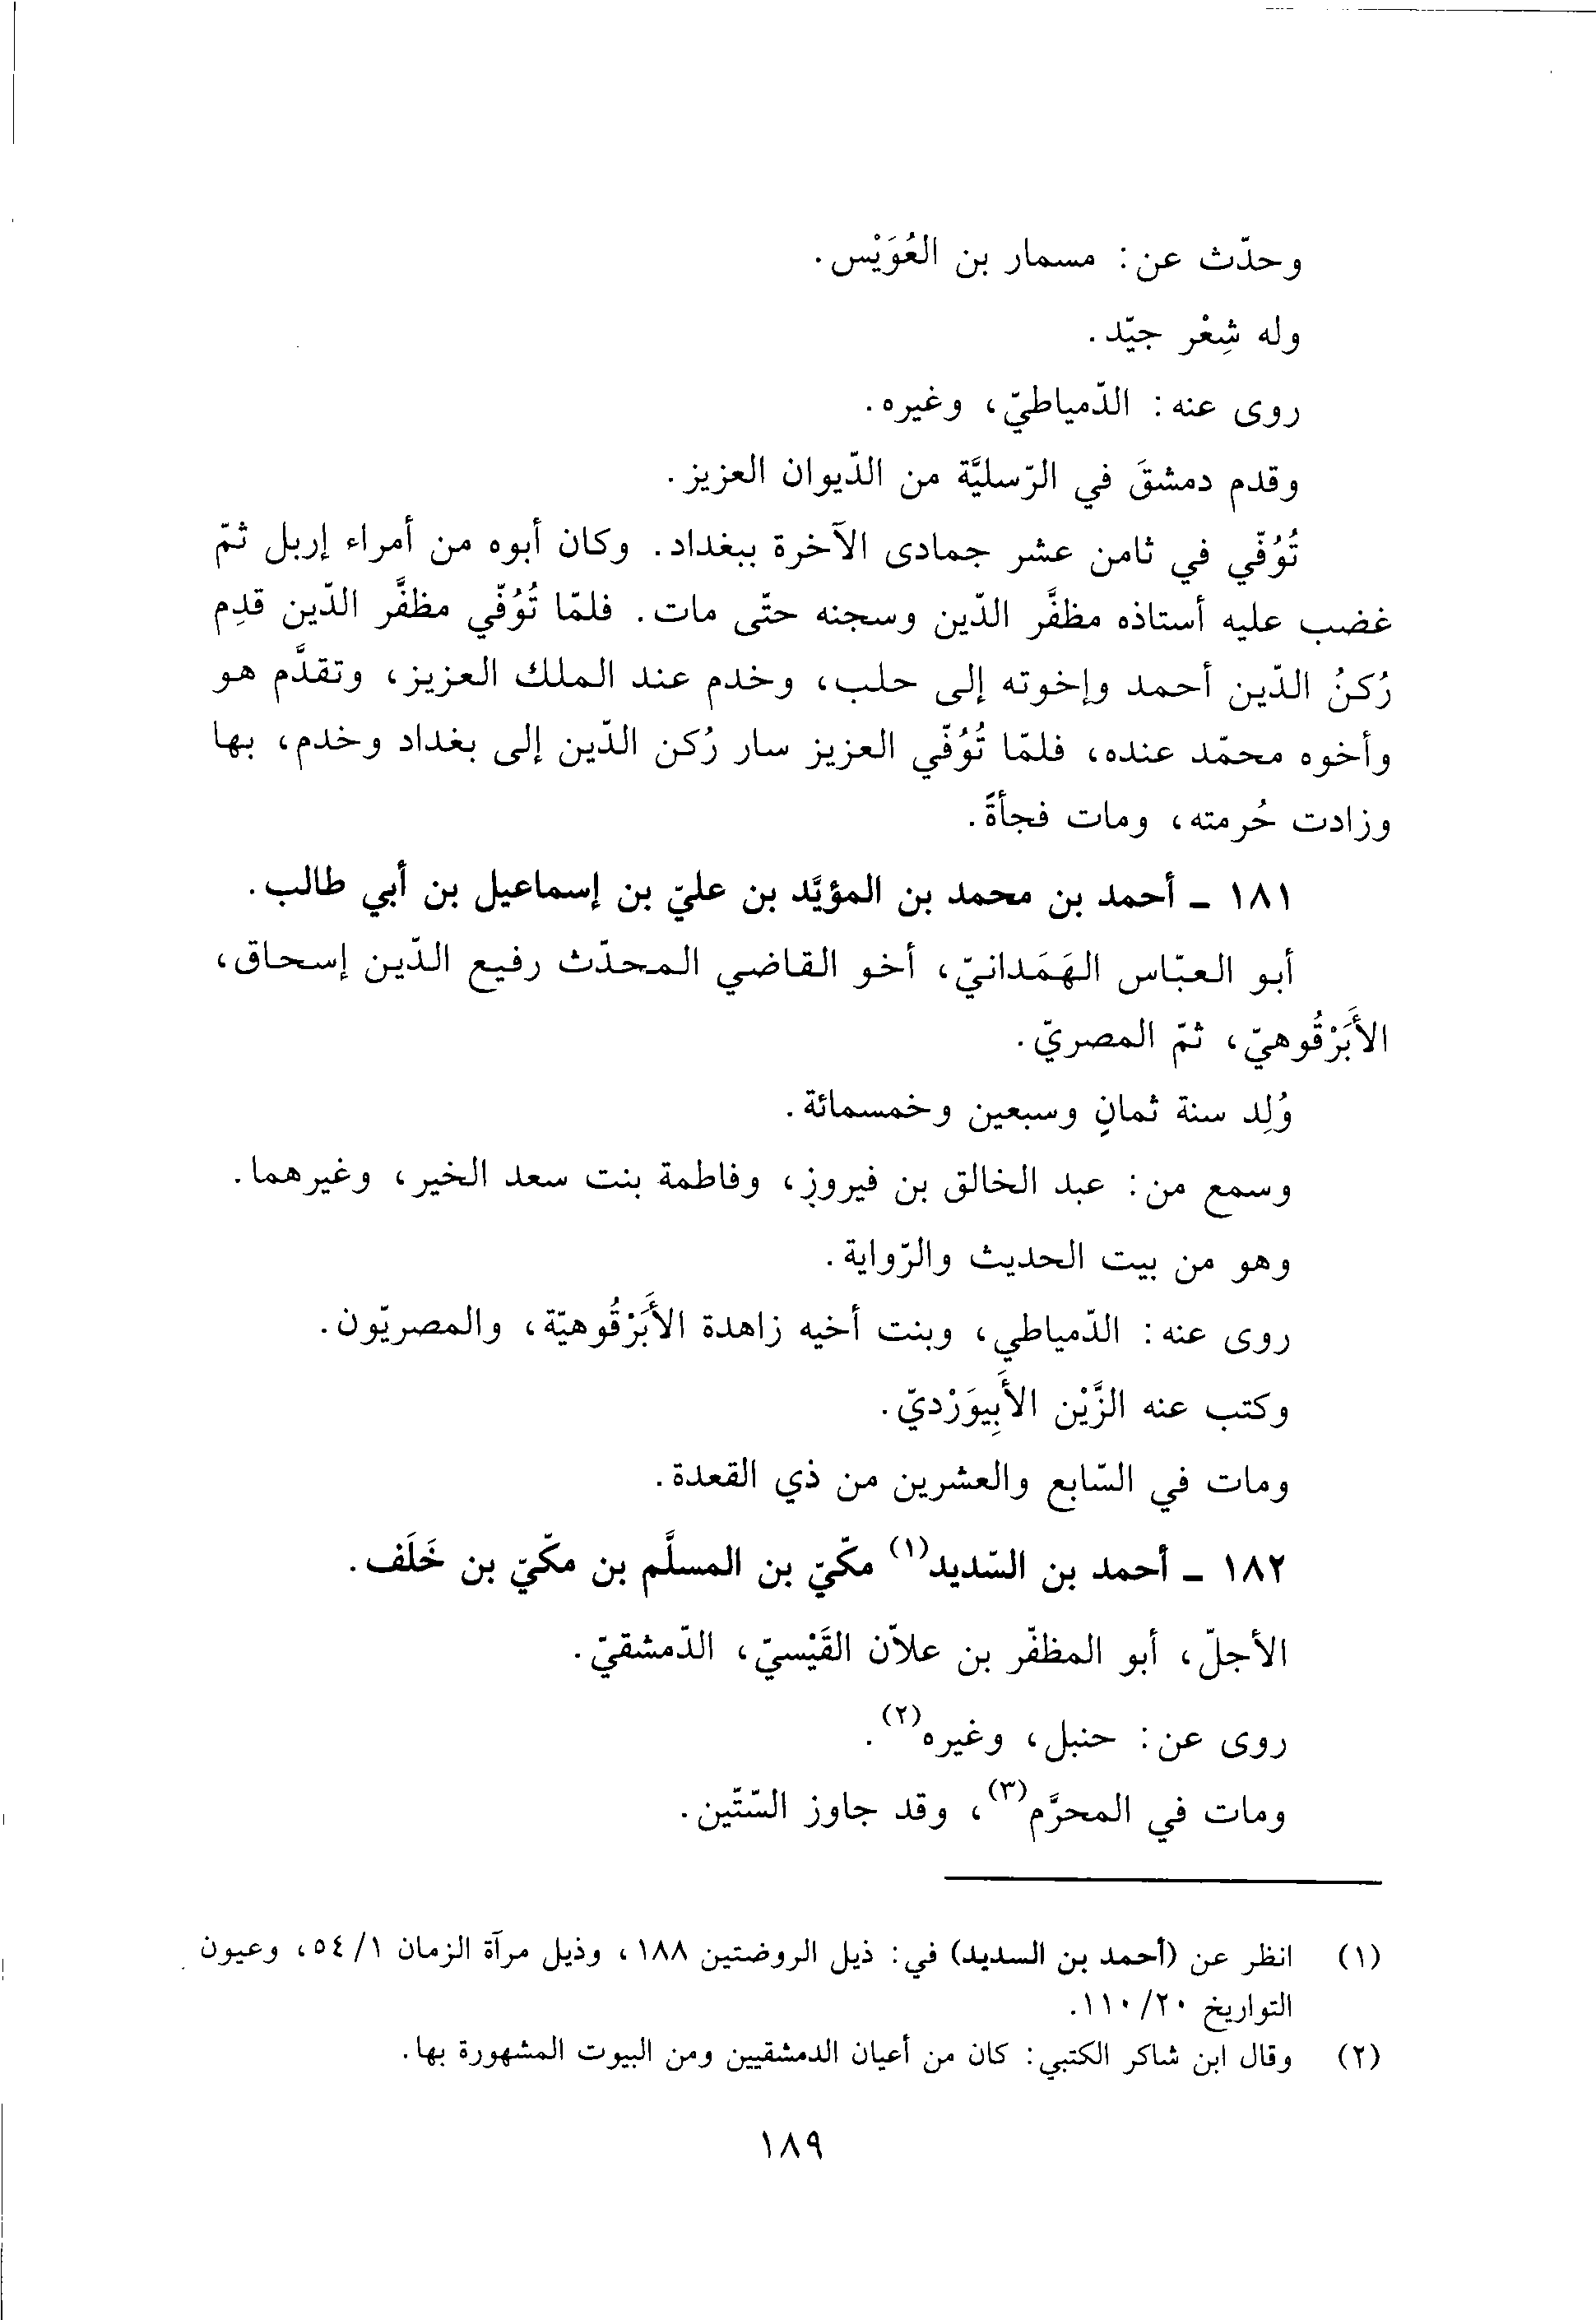 وحدّث عن: مسمار بن العُوَيْس.
وله شِعْر جيّد.
روى عنه: الدّمياطيّ، وغيره.
وقدم دمشقَ في الرّسليَّة من الدّيوان العزيز.
تُوُفّي في ثامن عشر جمادى الآخرة ببغداد. وكان أبوه من أمراء إربل ثمّ
غضب عليه أستاذه مظفَّر الدّين وسجنه حتّى مات. فلمّا تُوُفّي مظفَّر الدّين قدِم
رُكنُ الدّين أحمد وإخوته إلى حلب، وخدم عند الملك العزيز، وتقدَّم هو
وأخوه محمّد عنده، فلمّا تُوُفّي العزيز سار رُكن الدّين إلى بغداد وخدم، بها
وزادت حُرمته، ومات فجأةً.
١٨١ ـ أحمد بن محمد بن المؤيَّد بن عليّ بن إسماعيل بن أبي طالب.
أبو العبّاس الهَمَدانيّ، أخو القاضي المحدّث رفيع الدّين إسحاق،
الأَبَرْقُوهيّ، ثمّ المصريّ.
وُلِد سنة ثمانٍ وسبعين وخمسمائة.
وسمع من: عبد الخالق بن فيروزٍ، وفاطمة بنت سعد الخير، وغيرهما.
وهو من بيت الحديث والرّواية.
روى عنه: الدّمياطي، وبنت أخيه زاهدة الأَبَرْقُوهيّة، والمصريّون.
وكتب عنه الزَّيْن الأَبِيوَرْديّ.
ومات في السّابع والعشرين من ذي القعدة.
١٨٢ ـ أحمد بن السّديد(١) مكّيّ بن المسلَّم بن مكّيّ بن خَلَف.
الأجلّ، أبو المظفّر بن علاّن القَيْسيّ، الدّمشقيّ.
روى عن: حنبل، وغيره(٢).
ومات في المحرَّم(٣)، وقد جاوز السّتّين.
(١) انظر عن (أحمد بن السديد) في: ذيل الروضتين ١٨٨، وذيل مرآة الزمان ١/ ٥٤، وعيون
التواريخ ٢٠/ ١١٠.
(٢) وقال ابن شاكر الكتبي: كان من أعيان الدمشقيين ومن البيوت المشهورة بها.
١٨٩